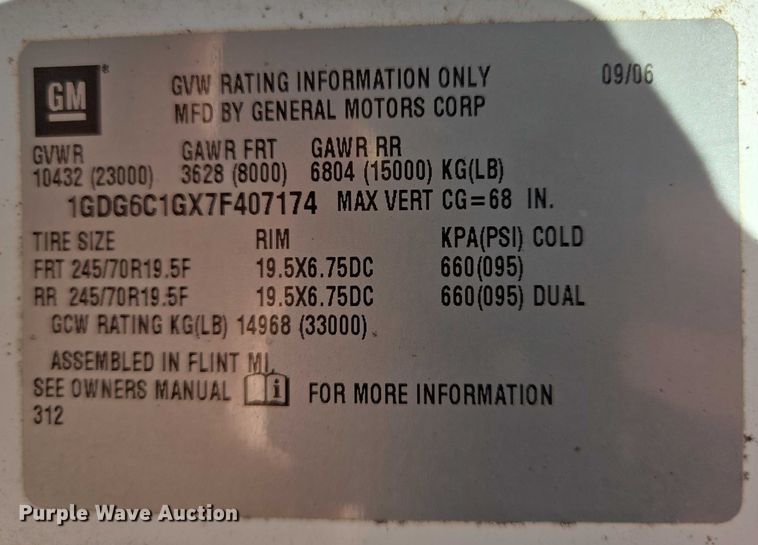 GM® GVW RATING INFORMATION ONLY 09/06
MFD BY GENERAL MOTORS CORP
GVWR GAWR FRT GAWR RR
10432 (23000) 3628 (8000) 6804 (15000) KG(LB)
1GDG6C1GX7F407174 MAX VERT CG=68 IN.
TIRE SIZE RIM KPA(PSI) COLD
FRT 245/70R19.5F 19.5X6.75DC 660(095)
RR 245/70R19.5F 19.5X6.75DC 660(095) DUAL
GCW RATING KG(LB) 14968 (33000)
ASSEMBLED IN FLINT MI.
SEE OWNERS MANUAL i FOR MORE INFORMATION
312
Purple Wave Auction